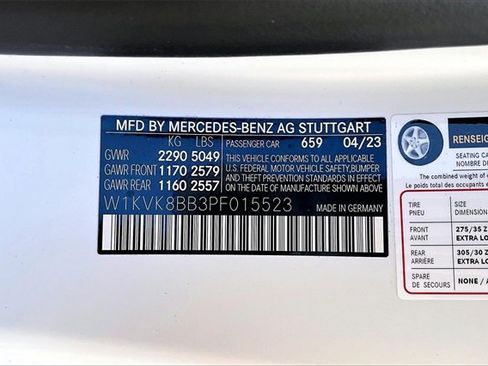 MFD BY MERCEDES-BENZ AG STUTTGART
KG LBS PASSENGER CAR 659 04/23
GVWR 2290 5049
GAWR FRONT 1170 2579
GAWR REAR 1160 2557
THIS VEHICLE CONFORMS TO ALL APPLICABLE
U.S. FEDERAL MOTOR VEHICLE SAFETY, BUMPER,
AND THEFT PREVENTION STANDARDS IN EFFECT
ON THE DATE OF MANUFACTURE SHOWN ABOVE.
W1KVK8BB3PF015523 MADE IN GERMANY
RENSEIGN
SEATING CA
NOMBRE D
The combined weight of
Le poids total des occupants e
TIRE SIZE
PNEU DIMENSION
FRONT 275/35 Z
AVANT EXTRA LO
REAR 305/30 Z
ARRIÈRE EXTRA LO
SPARE NONE / A
DE SECOURS